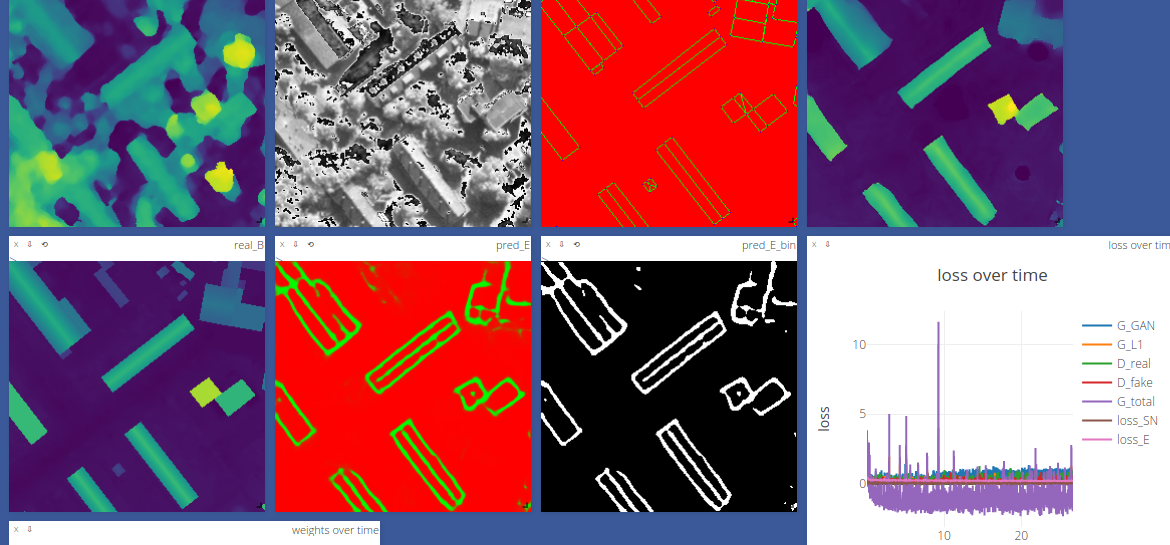 x ⇩ ⟲ real_B
x ⇩ ⟲ pred_E
x ⇩ ⟲ pred_E_bin
x ⇩ loss over tim
loss over time
loss
10
5
0
10 20
G_GAN
G_L1
D_real
D_fake
G_total
loss_SN
loss_E
x ⇩ weights over time